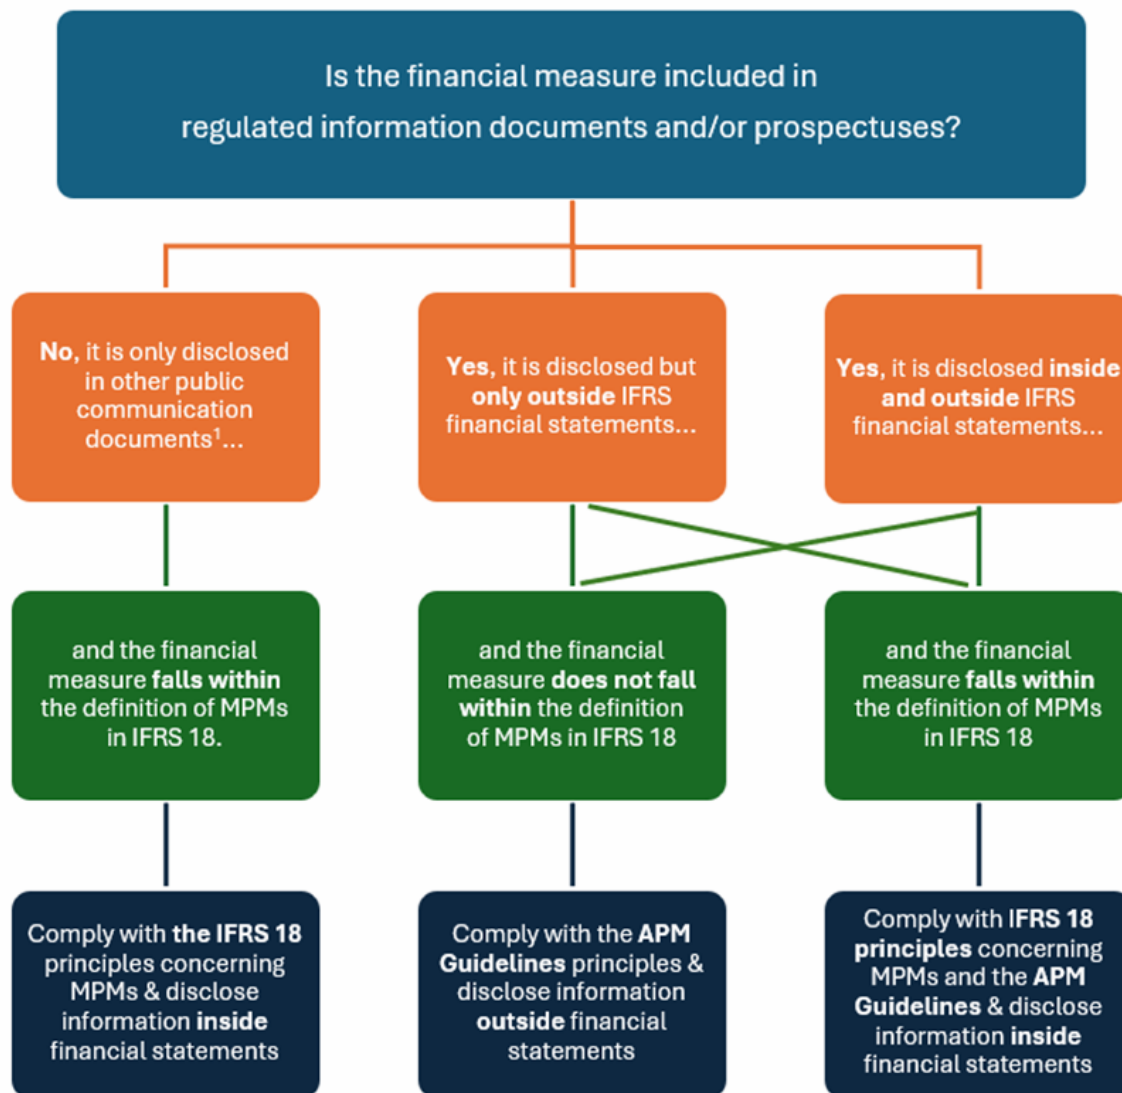 Is the financial measure included in
regulated information documents and/or prospectuses?
No, it is only disclosed
in other public
communication
documents¹...
Yes, it is disclosed but
only outside IFRS
financial statements...
Yes, it is disclosed inside
and outside IFRS
financial statements...
and the financial
measure falls within
the definition of MPMs
in IFRS 18.
and the financial
measure does not fall
within the definition
of MPMs in IFRS 18
and the financial
measure falls within
the definition of MPMs
in IFRS 18
Comply with the IFRS 18
principles concerning
MPMs & disclose
information inside
financial statements
Comply with the APM
Guidelines principles &
disclose information
outside financial
statements
Comply with IFRS 18
principles concerning
MPMs and the APM
Guidelines & disclose
information inside
financial statements